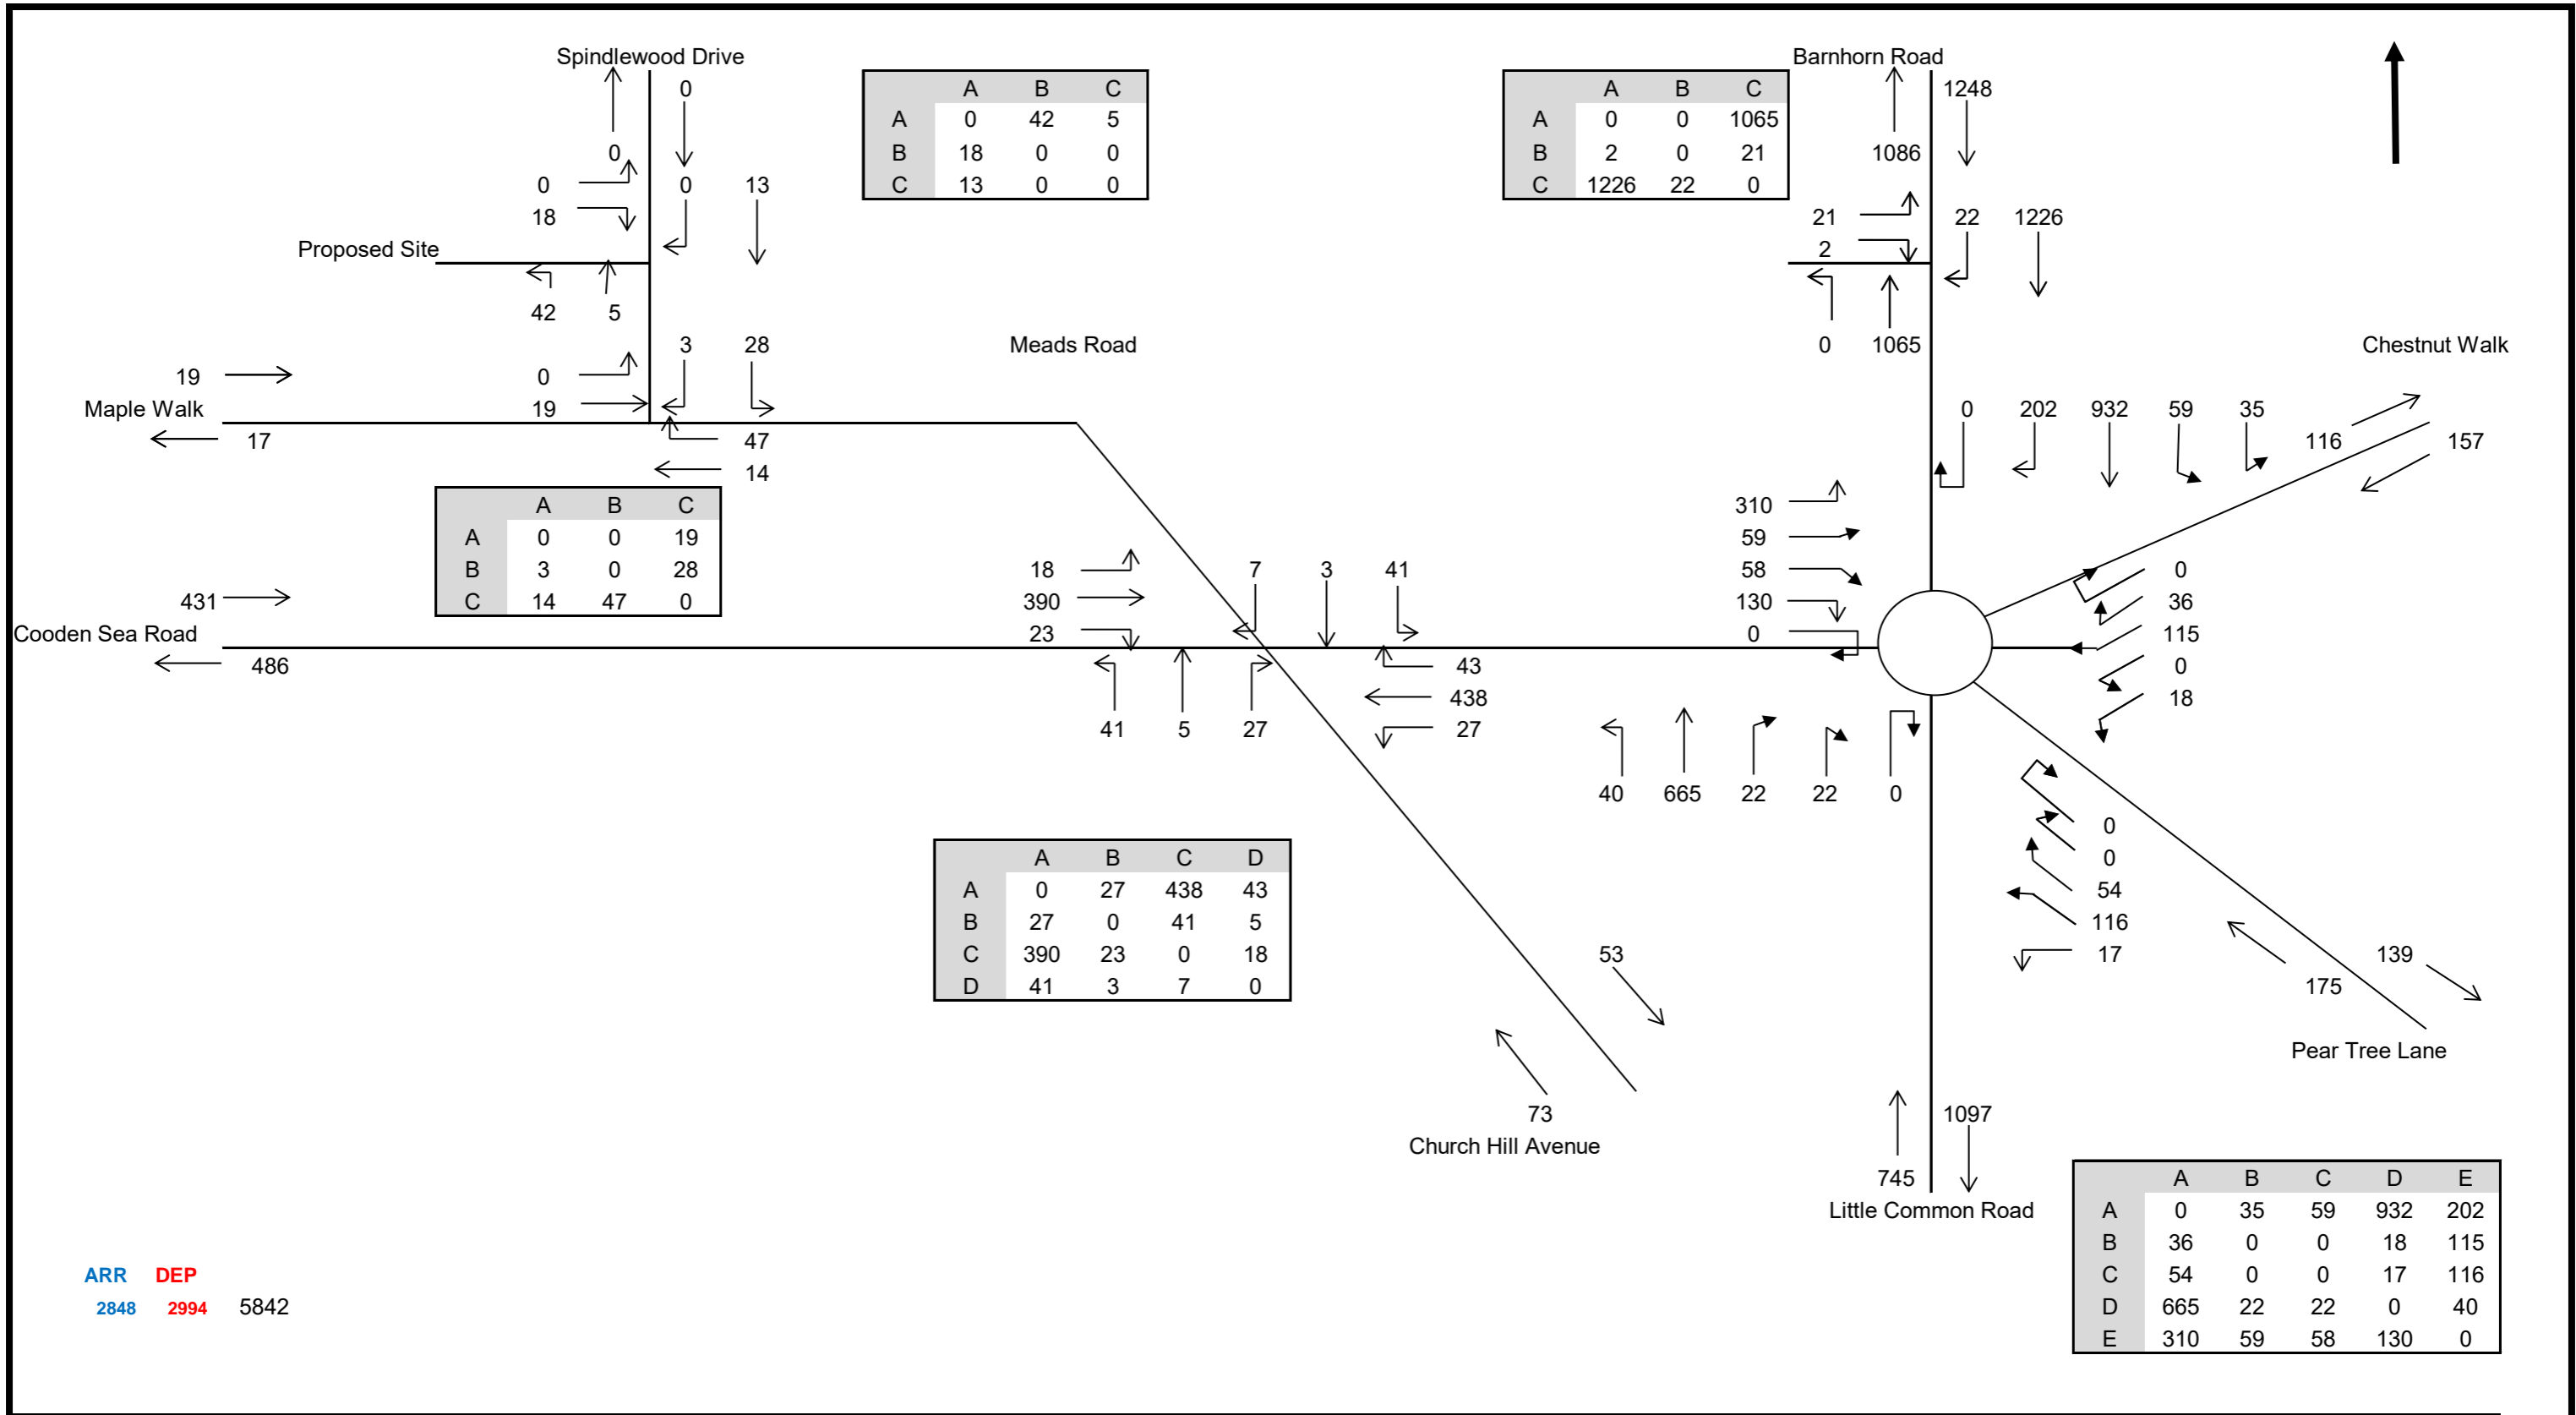 Spindlewood Drive
Barnhorn Road
0
A B C
A 0 42 5
B 18 0 0
C 13 0 0
A B C
A 0 0 1065
B 2 0 21
C 1226 22 0
1248
0
1086
0 0 13
18
21 22 1226
2
Proposed Site
42 5
3 28
Meads Road
0 1065
Chestnut Walk
19 0
Maple Walk 19
0 202 932 59 35
17 47
116 157
14
A B C
A 0 0 19
B 3 0 28
C 14 47 0
310
59
58
130
0
18 7 3 41
390
23
0
36
115
0
18
431
Cooden Sea Road
486
43
438
27
41 5 27
40 665 22 22 0
0
0
54
116
17
A B C D
A 0 27 438 43
B 27 0 41 5
C 390 23 0 18
D 41 3 7 0
53
139
175
Pear Tree Lane
73
1097
Church Hill Avenue
745
Little Common Road
A B C D E
A 0 35 59 932 202
B 36 0 0 18 115
C 54 0 0 17 116
D 665 22 22 0 40
E 310 59 58 130 0
ARR DEP
2848 2994 5842